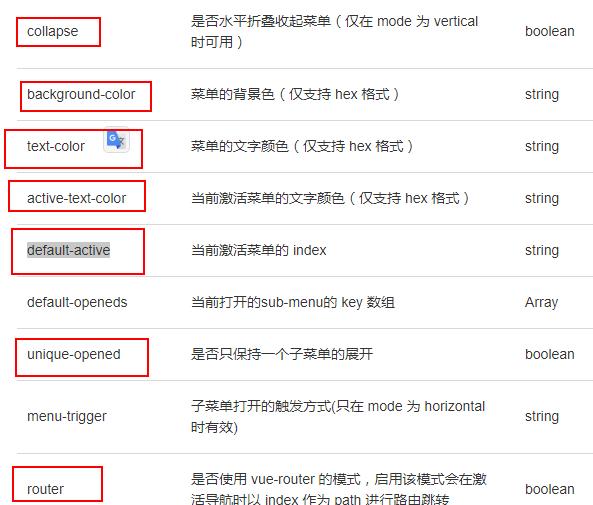 collapse
是否水平折叠收起菜单（仅在 mode 为 vertical
时可用）
boolean
background-color
菜单的背景色（仅支持 hex 格式）
string
text-color
菜单的文字颜色（仅支持 hex 格式）
string
active-text-color
当前激活菜单的文字颜色（仅支持 hex 格式）
string
default-active
当前激活菜单的 index
string
default-openeds
当前打开的sub-menu的 key 数组
Array
unique-opened
是否只保持一个子菜单的展开
boolean
menu-trigger
子菜单打开的触发方式(只在 mode 为 horizontal
时有效)
string
router
是否使用 vue-router 的模式，启用该模式会在激
活导航时以 index 作为 path 进行路由跳转
boolean